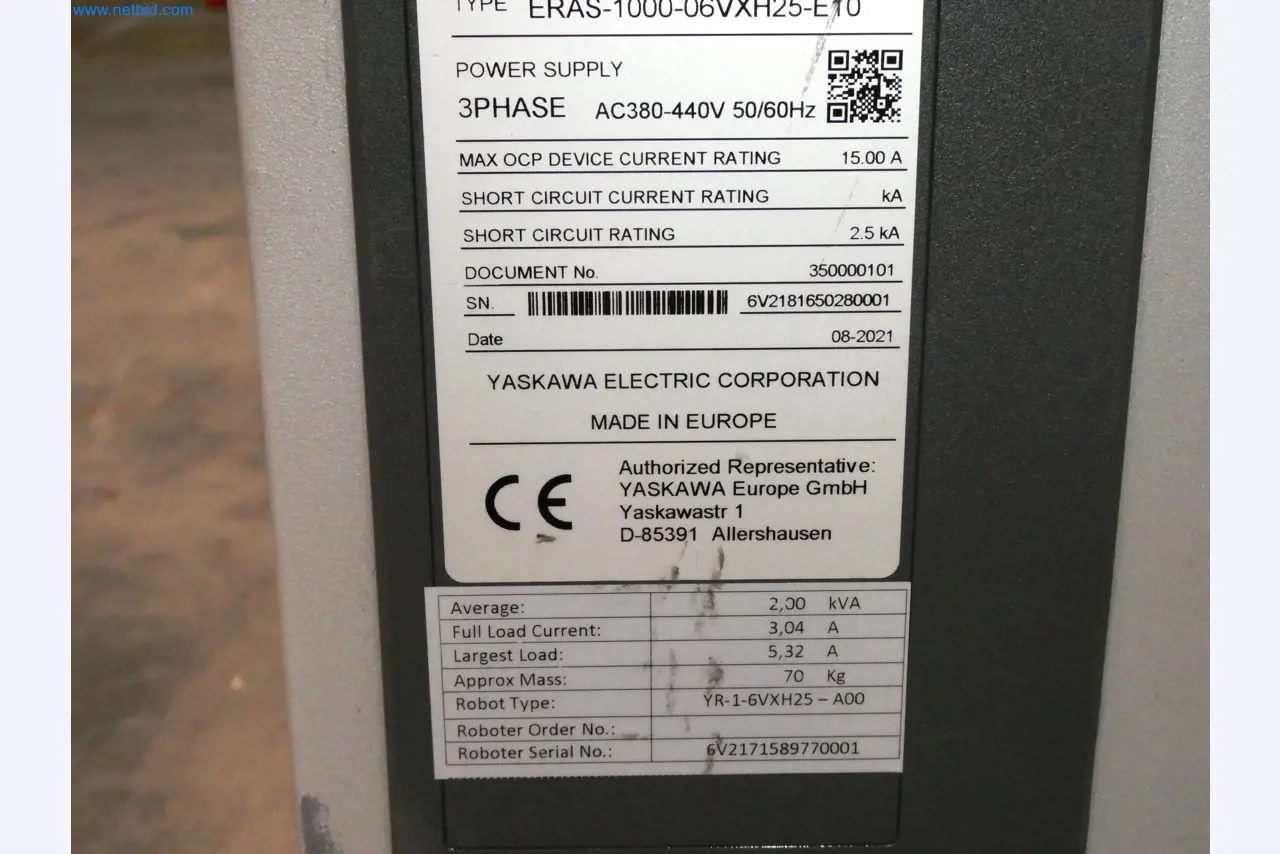 www.netbid.com
TYPE ERAS-1000-06VXH25-E10
POWER SUPPLY
3PHASE AC380-440V 50/60Hz
MAX OCP DEVICE CURRENT RATING 15.00 A
SHORT CIRCUIT CURRENT RATING kA
SHORT CIRCUIT RATING 2.5 kA
DOCUMENT No. 350000101
SN. 6V2181650280001
Date 08-2021
YASKAWA ELECTRIC CORPORATION
MADE IN EUROPE
CE
Authorized Representative:
YASKAWA Europe GmbH
Yaskawastr 1
D-85391 Allershausen
Average: 2,00 kVA
Full Load Current: 3,04 A
Largest Load: 5,32 A
Approx Mass: 70 Kg
Robot Type: YR-1-6VXH25 – A00
Roboter Order No.:
Roboter Serial No.: 6V2171589770001